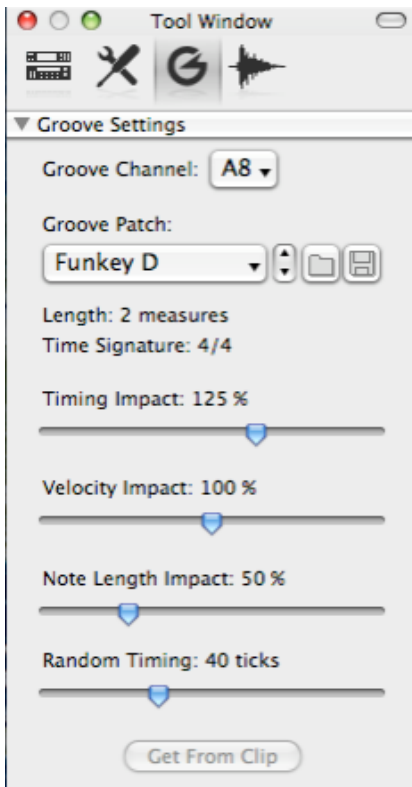 Tool Window
Groove Settings
Groove Channel: A8
Groove Patch:
Funkey D
Length: 2 measures
Time Signature: 4/4
Timing Impact: 125 %
Velocity Impact: 100 %
Note Length Impact: 50 %
Random Timing: 40 ticks
Get From Clip